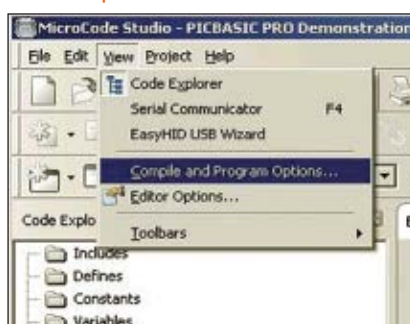 MicroCode Studio - PICBASIC PRO Demonstration
File Edit View Project Help
Code Explorer
Serial Communicator F4
EasyHID USB Wizard
Compile and Program Options...
Editor Options...
Toolbars
Code Explo
Includes
Defines
Constants
Variables